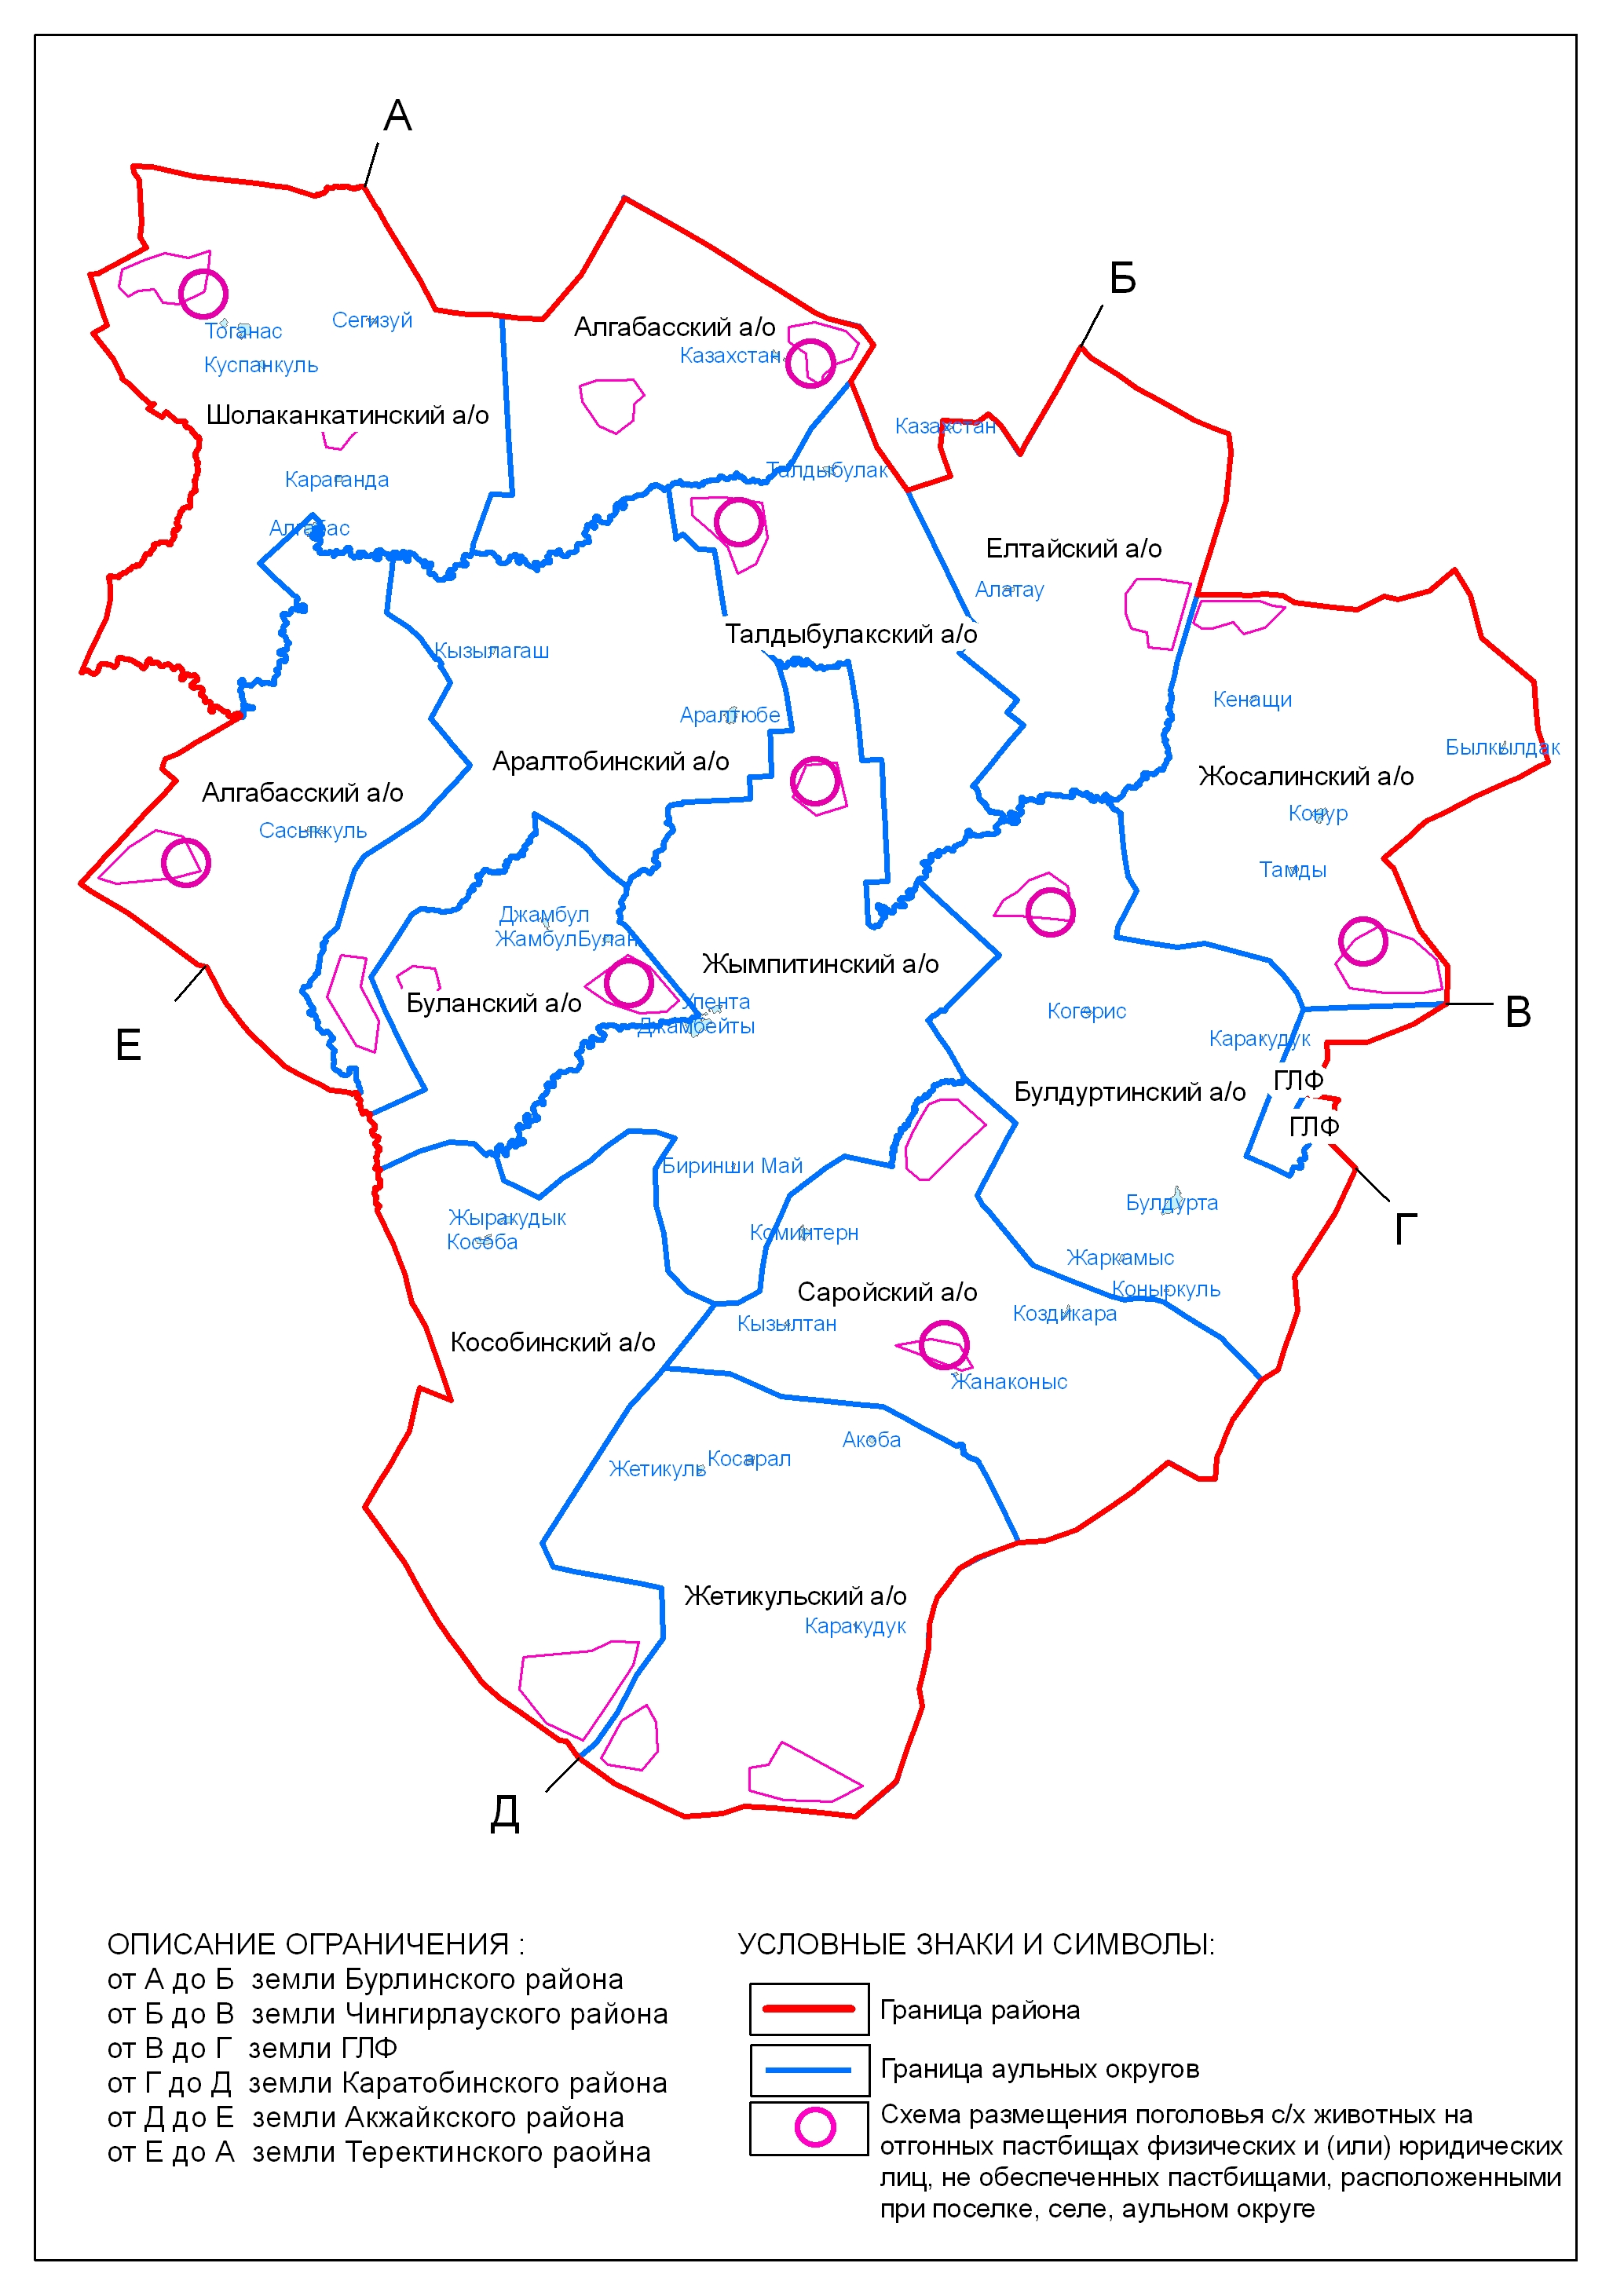 А
Б
Сегизуй
Тоганас
Алгабасский а/о
Казахстан
Куспанкуль
Шолаканкатинский а/о
Казахстан
Талдыбулак
Караганда
Алгабас
Елтайский а/о
Алатау
Талдыбулакский а/о
Кызылагаш
Кенащи
Аралтюбе
Былкылдак
Аралтобинский а/о
Жосалинский а/о
Алгабасский а/о
Конур
Сасыккуль
Тамды
Джамбул
ЖамбулБулан
Жымпитинский а/о
Буланский а/о
Улента
Когерис
В
Джамбейты
Каракудук
Е
ГЛФ
Булдуртинский а/о
ГЛФ
Биринши Май
Булдурта
Жыракудык
Г
Коминтерн
Кособа
Жаркамыс
Саройский а/о
Коныркуль
Коздикара
Кызылтан
Кособинский а/о
Жанаконыс
Акоба
Косарал
Жетикуль
Жетикульский а/о
Каракудук
Д
ОПИСАНИЕ ОГРАНИЧЕНИЯ :
от А до Б земли Бурлинского района
от Б до В земли Чингирлауского района
от В до Г земли ГЛФ
от Г до Д земли Каратобинского района
от Д до Е земли Акжайкского района
от Е до А земли Теректинского раойна
УСЛОВНЫЕ ЗНАКИ И СИМВОЛЫ:
Граница района
Граница аульных округов
Схема размещения поголовья с/х животных на
отгонных пастбищах физических и (или) юридических
лиц, не обеспеченных пастбищами, расположенными
при поселке, селе, аульном округе